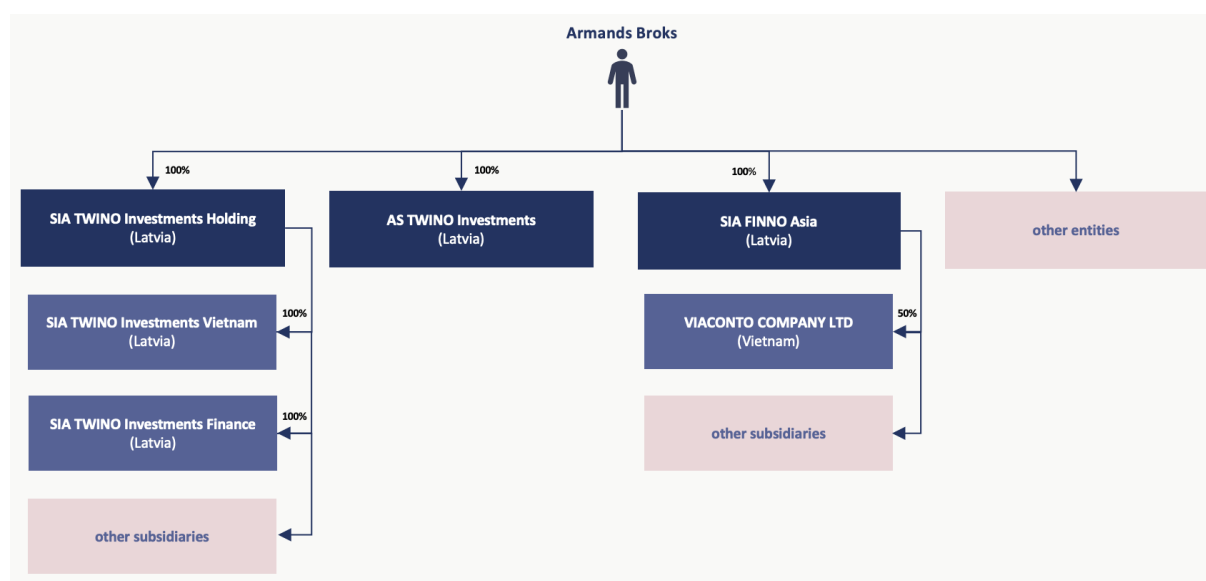 Armands Broks
100%
100%
100%
SIA TWINO Investments Holding
(Latvia)
AS TWINO Investments
(Latvia)
SIA FINNO Asia
(Latvia)
other entities
100%
SIA TWINO Investments Vietnam
(Latvia)
50%
VIACONTO COMPANY LTD
(Vietnam)
100%
SIA TWINO Investments Finance
(Latvia)
other subsidiaries
other subsidiaries